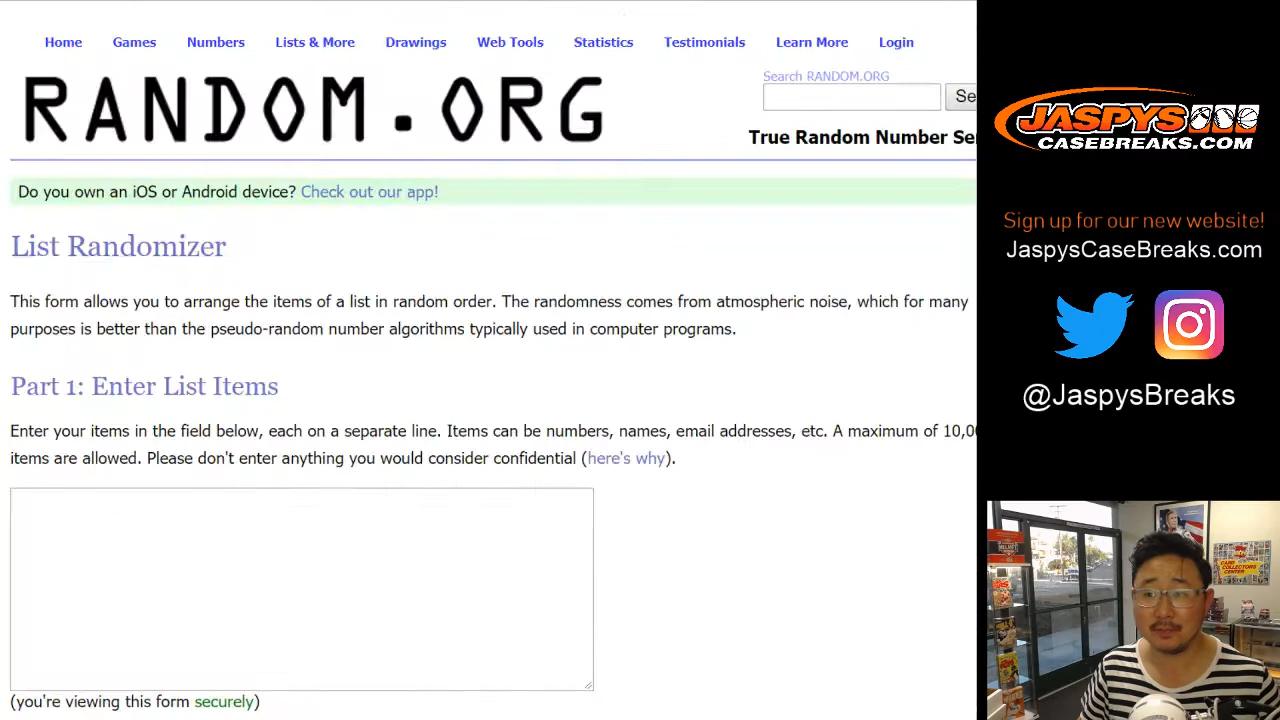 Home Games Numbers Lists & More Drawings Web Tools Statistics Testimonials Learn More Login
RANDOM.ORG
Search RANDOM.ORG
Se
True Random Number Ser
Do you own an iOS or Android device? Check out our app!
List Randomizer
This form allows you to arrange the items of a list in random order. The randomness comes from atmospheric noise, which for many
purposes is better than the pseudo-random number algorithms typically used in computer programs.
Part 1: Enter List Items
Enter your items in the field below, each on a separate line. Items can be numbers, names, email addresses, etc. A maximum of 10,00
items are allowed. Please don't enter anything you would consider confidential (here's why).
(you're viewing this form securely)
JASPYS
CASEBREAKS.COM
Sign up for our new website!
JaspysCaseBreaks.com
@JaspysBreaks